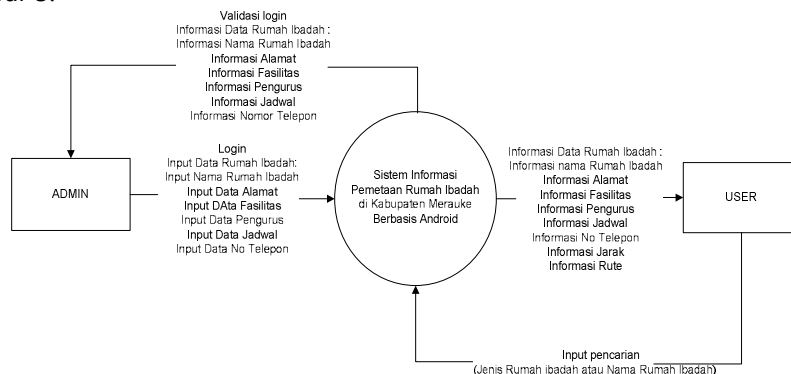 Validasi login
Informasi Data Rumah Ibadah :
Informasi Nama Rumah Ibadah
Informasi Alamat
Informasi Fasilitas
Informasi Pengurus
Informasi Jadwal
Informasi Nomor Telepon
ADMIN
Login
Input Data Rumah Ibadah:
Input Nama Rumah Ibadah
Input Data Alamat
Input DAta Fasilitas
Input Data Pengurus
Input Data Jadwal
Input Data No Telepon
Sistem Informasi
Pemetaan Rumah Ibadah
di Kabupaten Merauke
Berbasis Android
Informasi Data Rumah Ibadah :
Informasi nama Rumah Ibadah
Informasi Alamat
Informasi Fasilitas
Informasi Pengurus
Informasi Jadwal
Informasi No Telepon
Informasi Jarak
Informasi Rute
USER
Input pencarian
(Jenis Rumah ibadah atau Nama Rumah Ibadah)